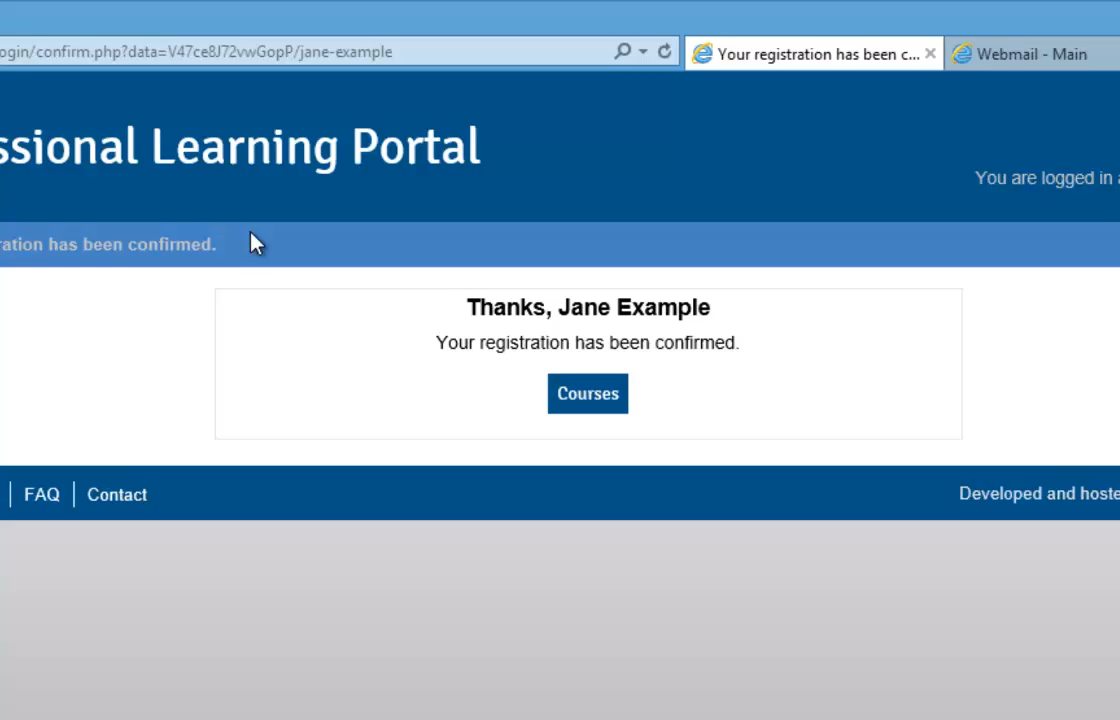 ogin/confirm.php?data=V47ce8J72vwGopP/jane-example
Your registration has been c...
Webmail - Main
ssional Learning Portal
You are logged in
ration has been confirmed.
Thanks, Jane Example
Your registration has been confirmed.
Courses
FAQ
Contact
Developed and hoste